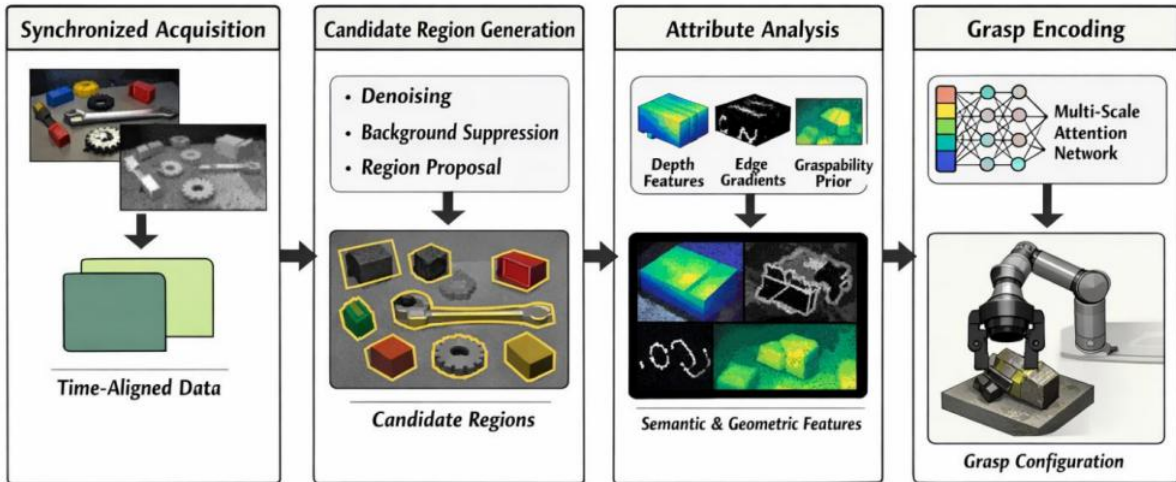 Synchronized Acquisition
Time-Aligned Data
Candidate Region Generation
• Denoising
• Background Suppression
• Region Proposal
Candidate Regions
Attribute Analysis
Depth
Features
Edge
Gradients
Graspability
Prior
Semantic & Geometric Features
Grasp Encoding
Multi-Scale
Attention
Network
Grasp Configuration